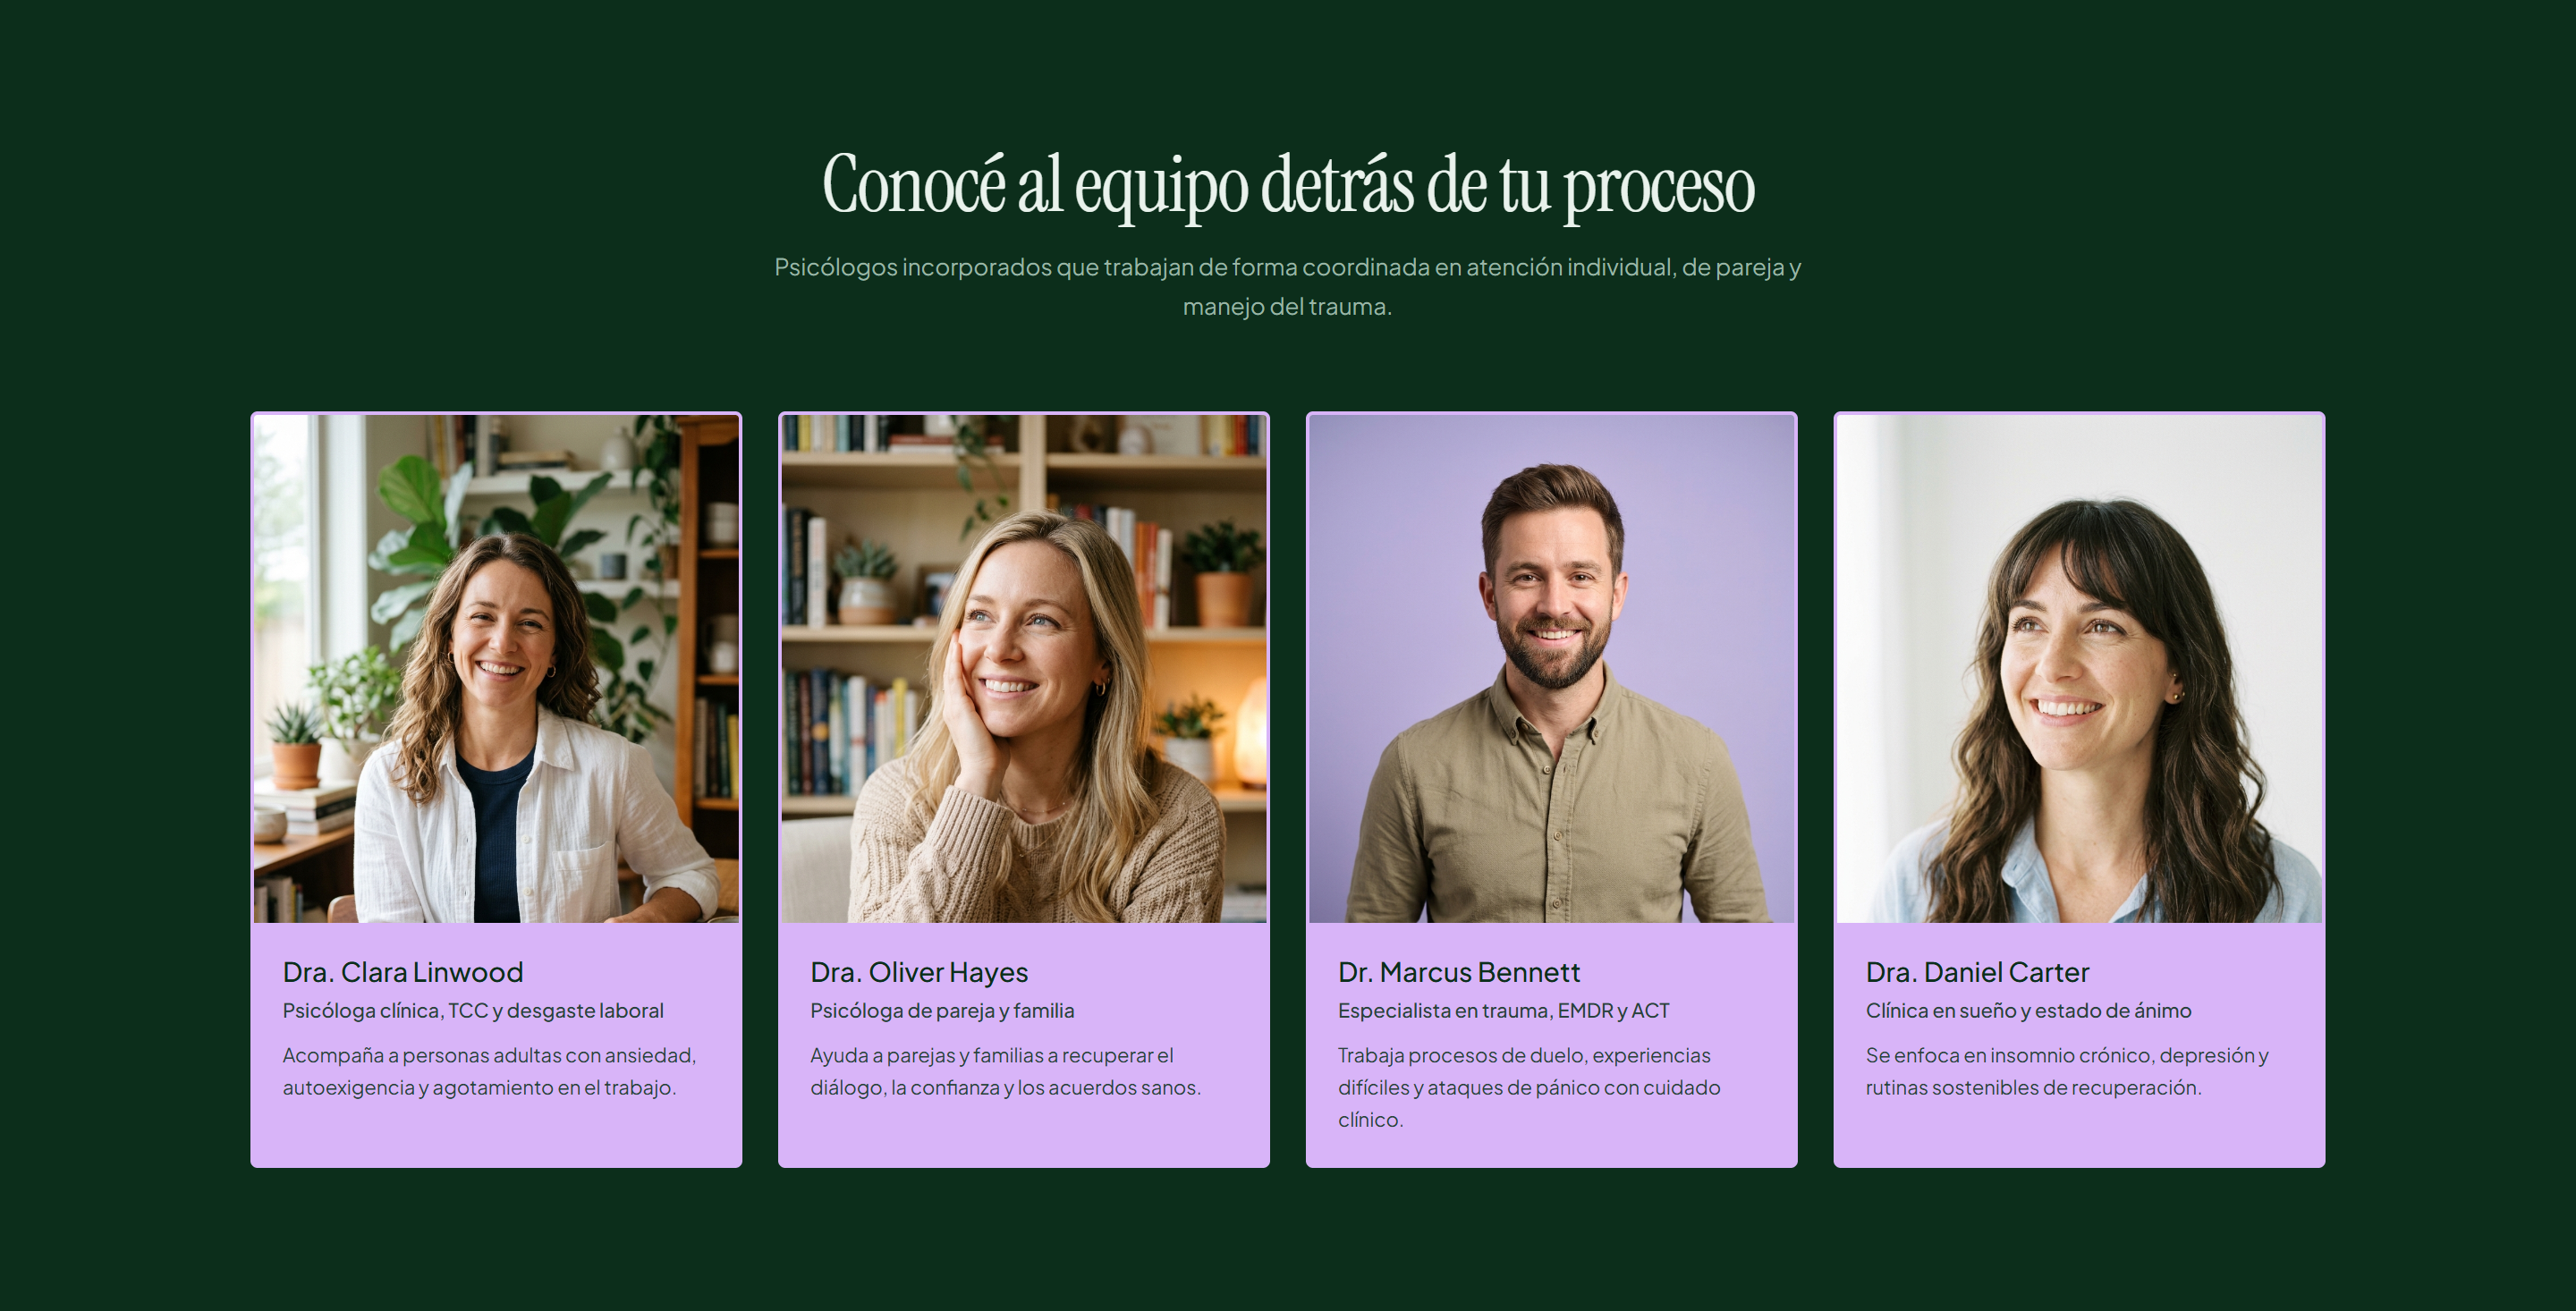 Conocé al equipo detrás de tu proceso
Psicólogos incorporados que trabajan de forma coordinada en atención individual, de pareja y
manejo del trauma.
Dra. Clara Linwood
Psicóloga clínica, TCC y desgaste laboral
Acompaña a personas adultas con ansiedad,
autoexigencia y agotamiento en el trabajo.
Dra. Oliver Hayes
Psicóloga de pareja y familia
Ayuda a parejas y familias a recuperar el
diálogo, la confianza y los acuerdos sanos.
Dr. Marcus Bennett
Especialista en trauma, EMDR y ACT
Trabaja procesos de duelo, experiencias
difíciles y ataques de pánico con cuidado
clínico.
Dra. Daniel Carter
Clínica en sueño y estado de ánimo
Se enfoca en insomnio crónico, depresión y
rutinas sostenibles de recuperación.